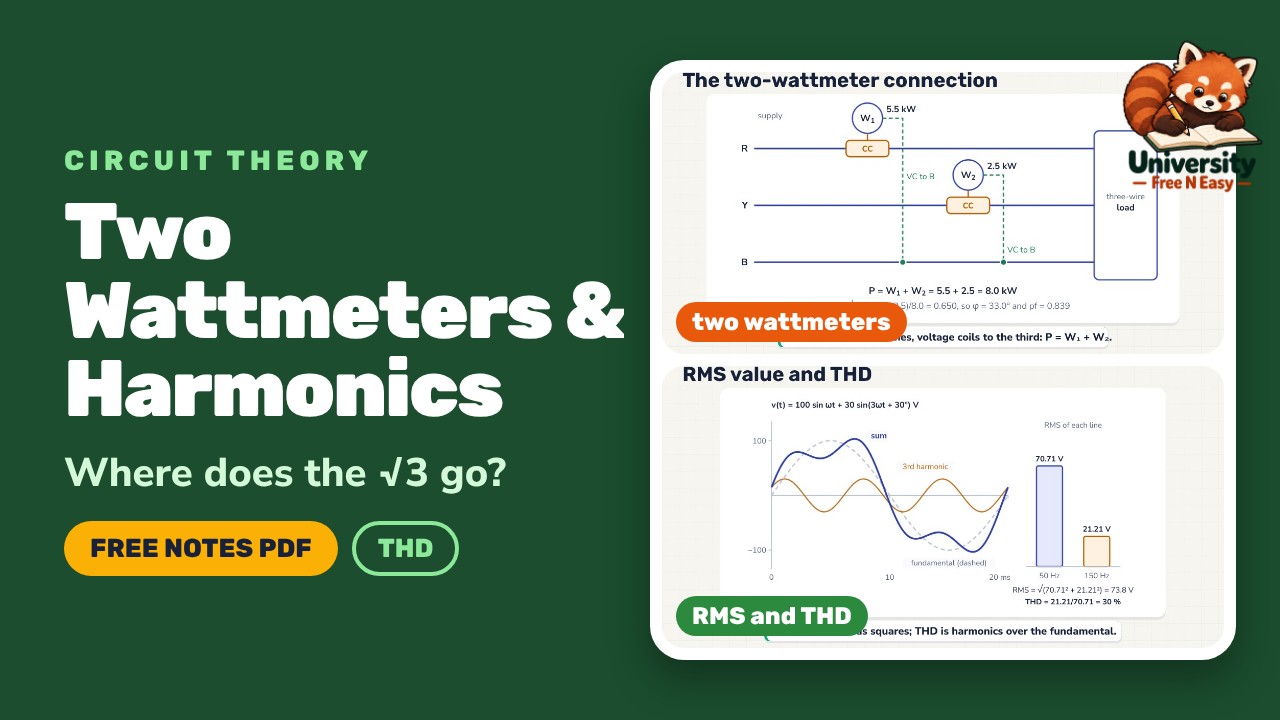 CIRCUIT THEORY
Two
Wattmeters &
Harmonics
Where does the √3 go?
FREE NOTES PDF
THD
The two-wattmeter connection
supply
W₁
5.5 kW
R
CC
VC to B
W₂
2.5 kW
Y
CC
VC to B
B
three-wire
load
P = W₁ + W₂ = 5.5 + 2.5 = 8.0 kW
.5)/8.0 = 0.650, so φ = 33.0° and pf = 0.839
two wattmeters
voltage coils to the third: P = W₁ + W₂.
RMS value and THD
v(t) = 100 sin ωt + 30 sin(3ωt + 30°) V
100
sum
3rd harmonic
−100
fundamental (dashed)
0
10
20 ms
RMS of each line
70.71 V
21.21 V
50 Hz
150 Hz
RMS = √(70.71² + 21.21²) = 73.8 V
THD = 21.21/70.71 = 30 %
RMS and THD
squares; THD is harmonics over the fundamental.
University
Free N Easy